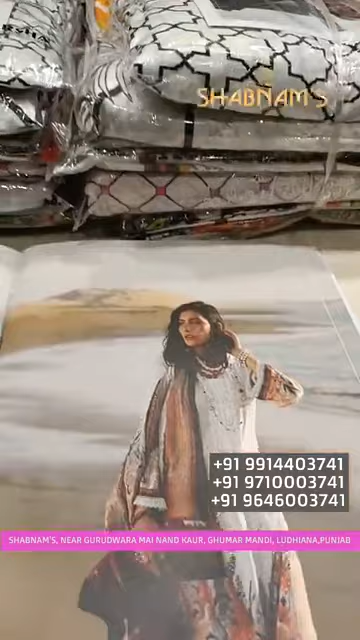 SHABNAM'S
+91 9914403741
+91 9710003741
+91 9646003741
SHABNAM'S, NEAR GURUDWARA MAI NAND KAUR, GHUMAR MANDI, LUDHIANA,PUNJAB